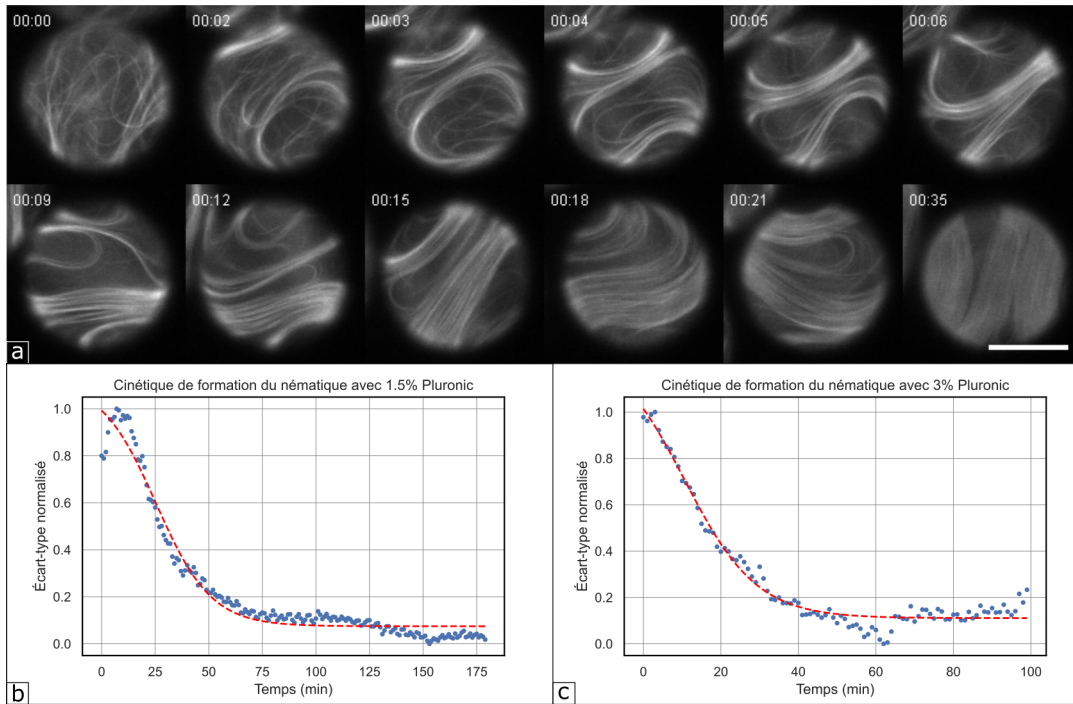 00:00 00:02 00:03 00:04 00:05 00:06
00:09 00:12 00:15 00:18 00:21 00:35
a
Cinétique de formation du nématique avec 1.5% Pluronic
Écart-type normalisé
1.0
0.8
0.6
0.4
0.2
0.0
0 25 50 75 100 125 150 175
Temps (min)
b
Cinétique de formation du nématique avec 3% Pluronic
Écart-type normalisé
1.0
0.8
0.6
0.4
0.2
0.0
0 20 40 60 80 100
Temps (min)
c